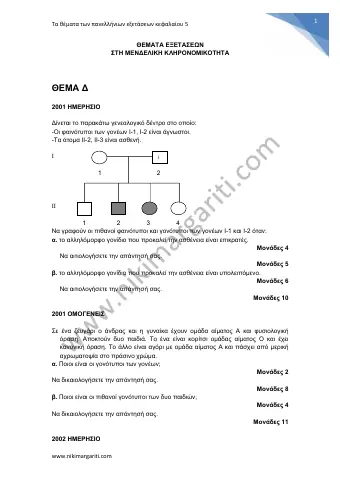 Τα θέματα των πανελλήνιων εξετάσεων κεφαλαίου 5
1
ΘΕΜΑΤΑ ΕΞΕΤΑΣΕΩΝ
ΣΤΗ ΜΕΝΔΕΛΙΚΗ ΚΛΗΡΟΝΟΜΙΚΟΤΗΤΑ
ΘΕΜΑ Δ
2001 ΗΜΕΡΗΣΙΟ
Δίνεται το παρακάτω γενεαλογικό δέντρο στο οποίο:
-Οι φαινότυποι των γονέων Ι-1, Ι-2 είναι άγνωστοι.
-Τα άτομα ΙΙ-2, ΙΙ-3 είναι ασθενή.
Ι
1 2
ΙΙ
1 2 3 4
Να γραφούν οι πιθανοί φαινότυποι και γονότυποι των γονέων Ι-1 και Ι-2 όταν:
α. το αλληλόμορφο γονίδιο που προκαλεί την ασθένεια είναι επικρατές.
Μονάδες 4
Να αιτιολογήσετε την απάντησή σας.
Μονάδες 5
β. το αλληλόμορφο γονίδιο που προκαλεί την ασθένεια είναι υπολειπόμενο.
Μονάδες 6
Να αιτιολογήσετε την απάντησή σας.
Μονάδες 10
2001 ΟΜΟΓΕΝΕΙΣ
Σε ένα ζευγάρι ο άνδρας και η γυναίκα έχουν ομάδα αίματος Α και φυσιολογική
όραση. Αποκτούν δυο παιδιά. Το ένα είναι κορίτσι ομάδας αίματος Ο και έχει
κανονική όραση. Το άλλο είναι αγόρι με ομάδα αίματος Α και πάσχει από μερική
αχρωματοψία στο πράσινο χρώμα.
α. Ποιοι είναι οι γονότυποι των γονέων;
Μονάδες 2
Να δικαιολογήσετε την απάντησή σας.
Μονάδες 8
β. Ποιοι είναι οι πιθανοί γονότυποι των δυο παιδιών;
Μονάδες 4
Να δικαιολογήσετε την απάντησή σας.
Μονάδες 11
2002 ΗΜΕΡΗΣΙΟ
www.nikimargariti.com
www.nikimargariti.com